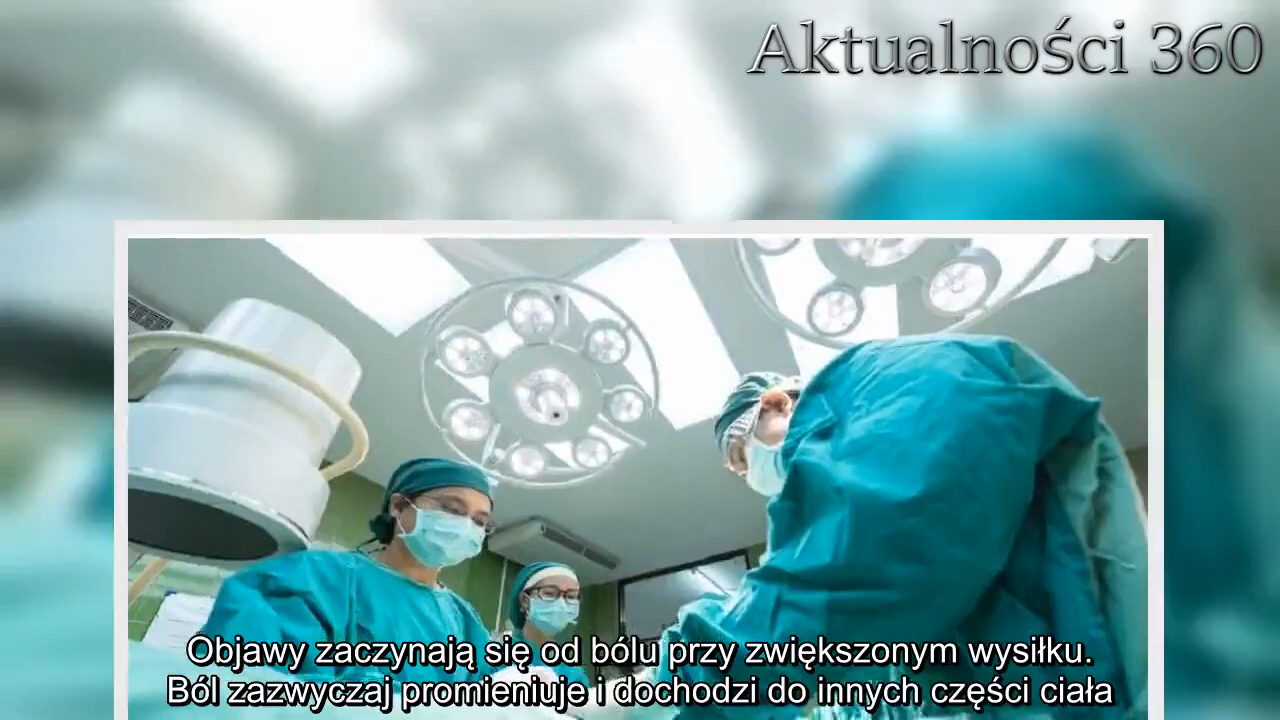 Aktualności 360
Objawy zaczynają się od bólu przy zwiększonym wysiłku.
Ból zazwyczaj promieniuje i dochodzi do innych części ciała